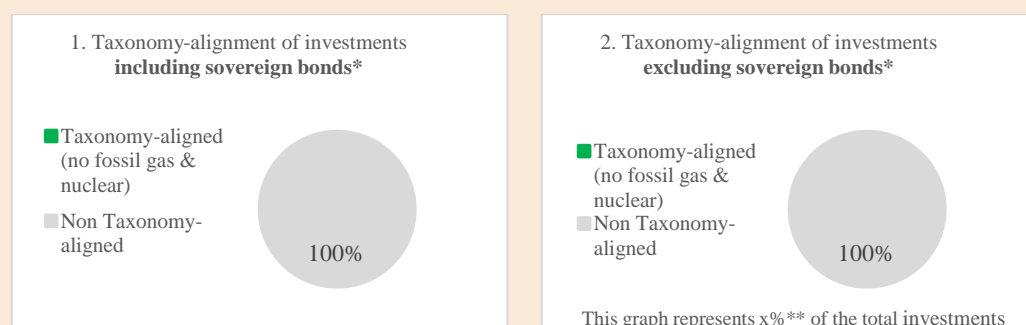 1. Taxonomy-alignment of investments
including sovereign bonds*
Taxonomy-aligned
(no fossil gas &
nuclear)
Non Taxonomy-
aligned
100%
2. Taxonomy-alignment of investments
excluding sovereign bonds*
Taxonomy-aligned
(no fossil gas &
nuclear)
Non Taxonomy-
aligned
100%
This graph represents x%** of the total investments